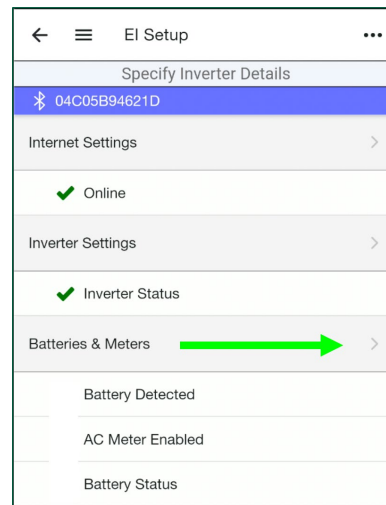 EI Setup
Specify Inverter Details
04C05B94621D
Internet Settings
Online
Inverter Settings
Inverter Status
Batteries & Meters
Battery Detected
AC Meter Enabled
Battery Status